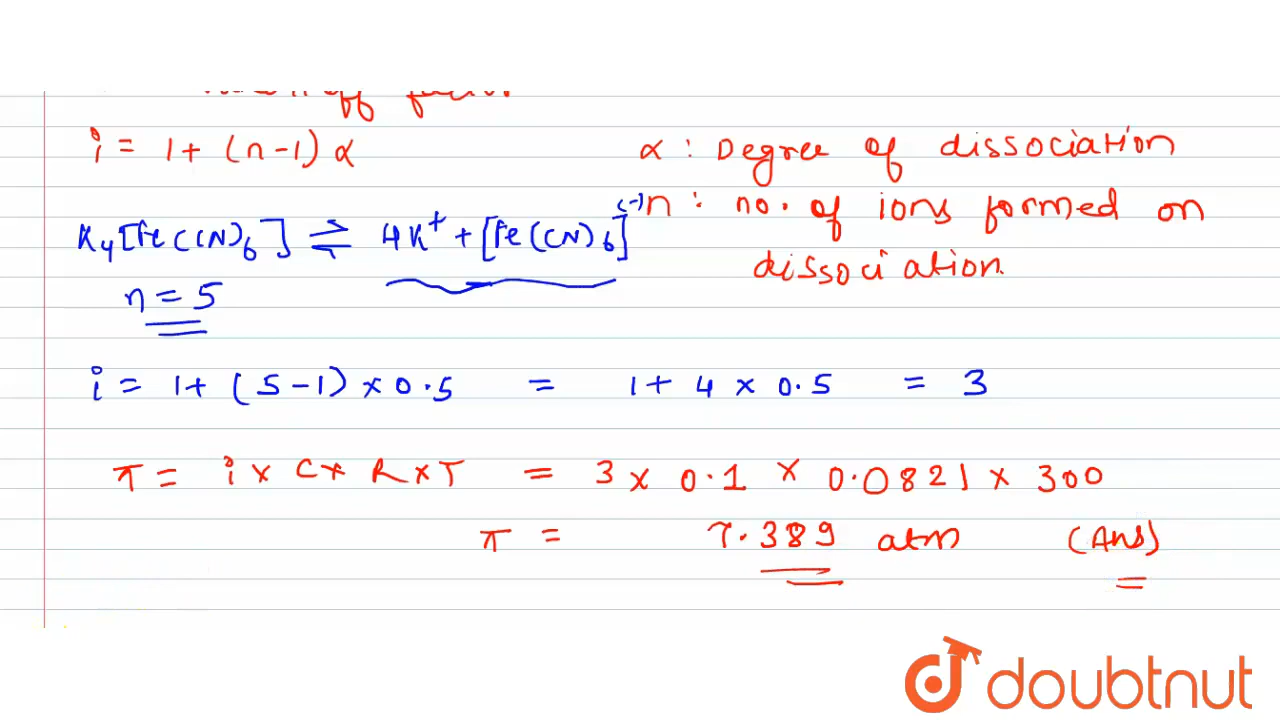 i = 1 + (n-1) α
α : Degree of dissociation
n : no. of ions formed on dissociation
K4[Fe(CN)6] ⇌ 4K+ + [Fe(CN)6](-)
n = 5
i = 1 + (5-1) × 0.5 = 1 + 4 × 0.5 = 3
π = i × C × R × T = 3 × 0.1 × 0.0821 × 300
π = 7.389 atm (Ans)
doubtnut